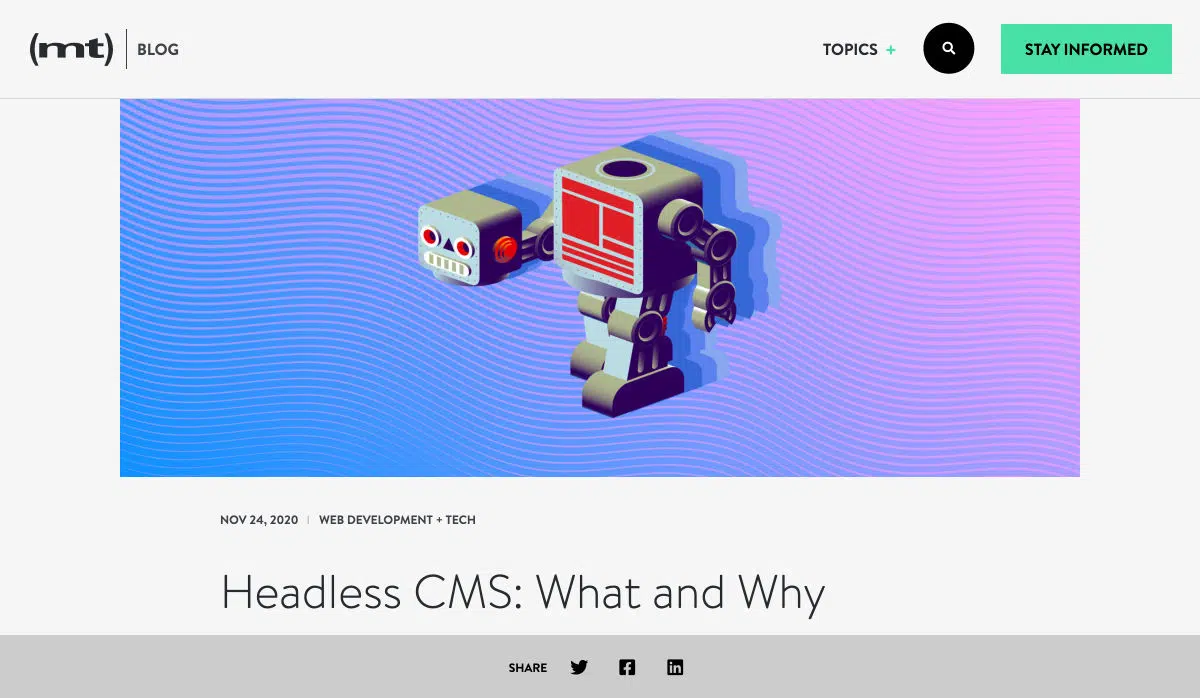 (mt) BLOG
TOPICS +
STAY INFORMED
NOV 24, 2020 | WEB DEVELOPMENT + TECH
Headless CMS: What and Why
SHARE